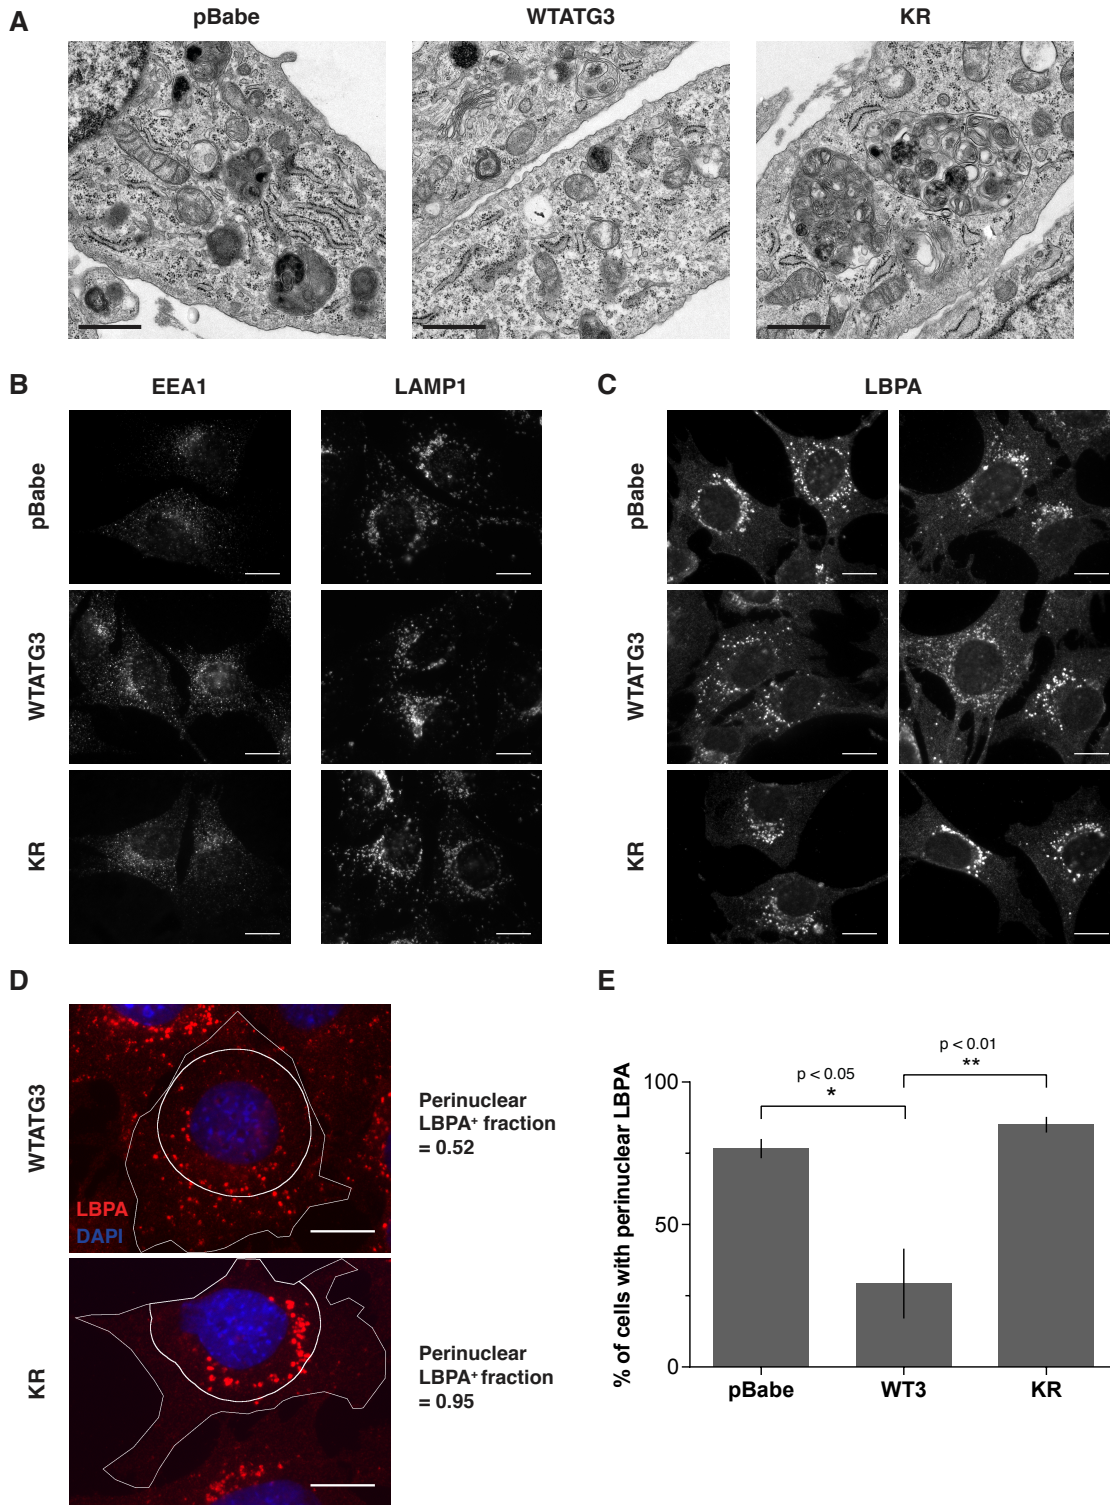 A
pBabe
WTATG3
KR
B
EEA1
LAMP1
pBabe
WTATG3
KR
C
LBPA
pBabe
WTATG3
KR
D
WTATG3
LBPA
DAPI
Perinuclear
LBPA⁺ fraction
= 0.52
KR
Perinuclear
LBPA⁺ fraction
= 0.95
E
% of cells with perinuclear LBPA
100
50
0
p < 0.05
*
p < 0.01
**
pBabe
WT3
KR